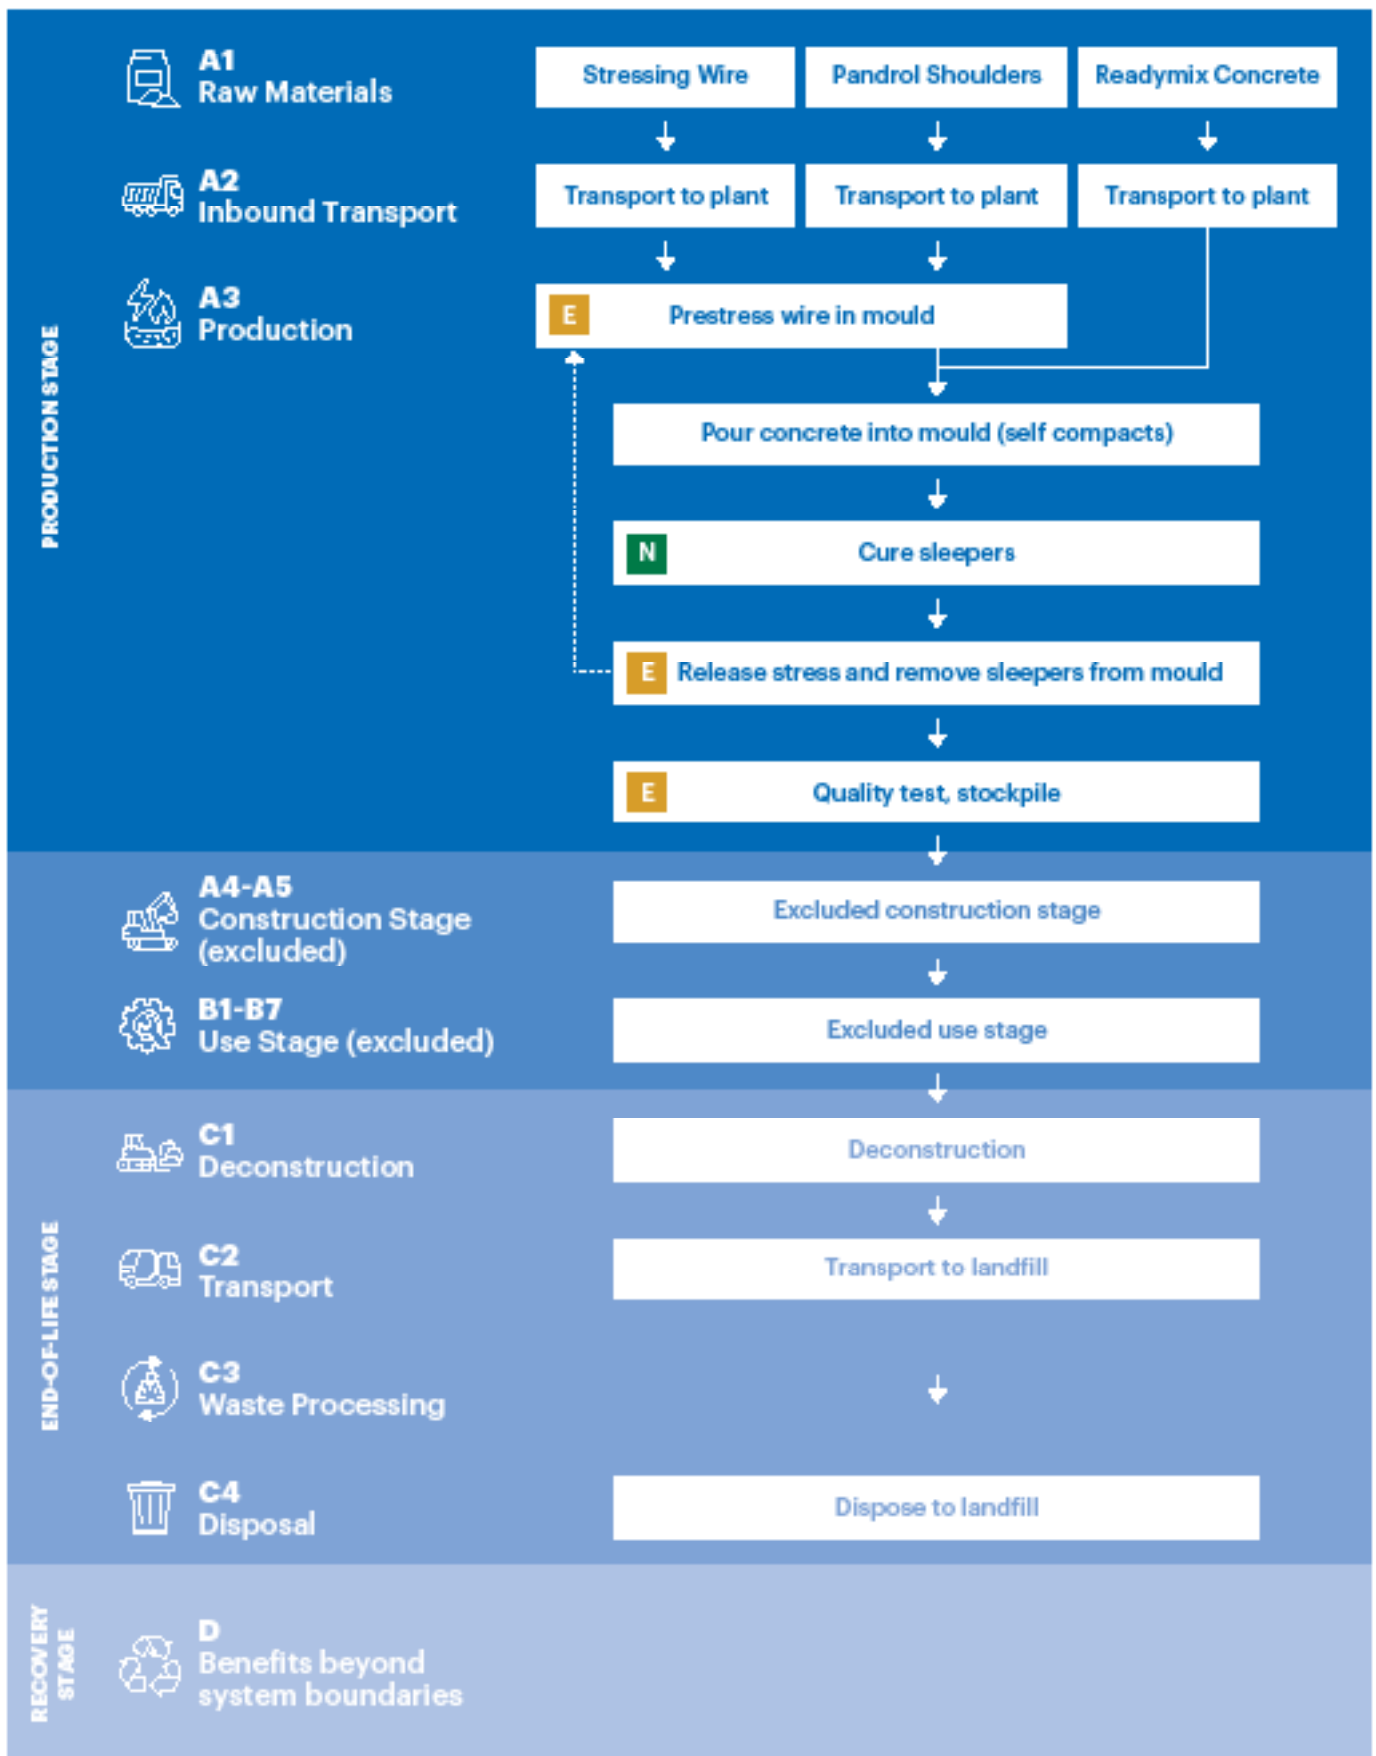 A1
Raw Materials
Stressing Wire
Pandrol Shoulders
Readymix Concrete
A2
Inbound Transport
Transport to plant
Transport to plant
Transport to plant
PRODUCTION STAGE
A3
Production
E
Prestress wire in mould
Pour concrete into mould (self compacts)
N
Cure sleepers
E
Release stress and remove sleepers from mould
E
Quality test, stockpile
A4-A5
Construction Stage
(excluded)
Excluded construction stage
B1-B7
Use Stage (excluded)
Excluded use stage
END-OF-LIFE STAGE
C1
Deconstruction
Deconstruction
C2
Transport
Transport to landfill
C3
Waste Processing
C4
Disposal
Dispose to landfill
RECOVERY
STAGE
D
Benefits beyond
system boundaries